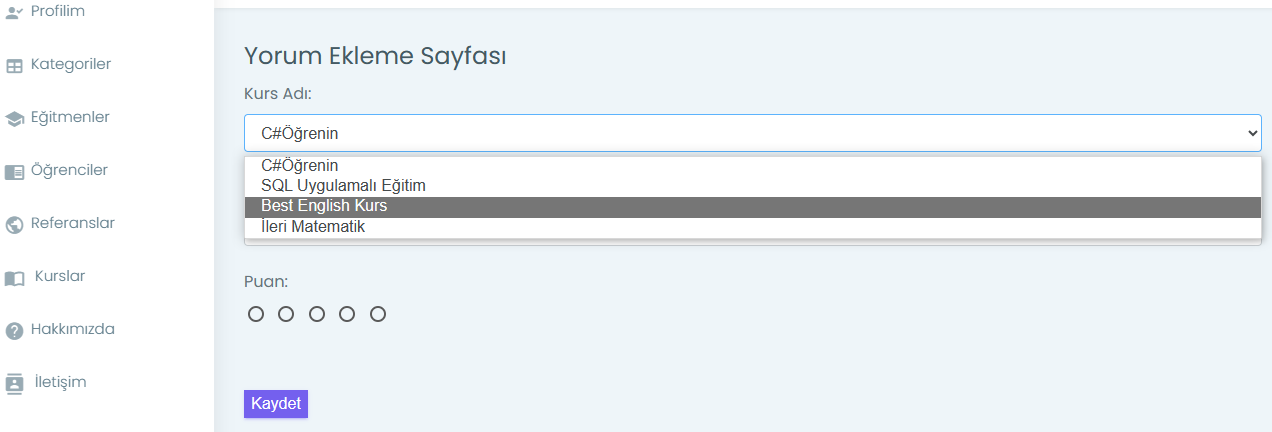 Profilim
Kategoriler
Eğitmenler
Öğrenciler
Referanslar
Kurslar
Hakkımızda
İletişim
Yorum Ekleme Sayfası
Kurs Adı:
C#Öğrenin
C#Öğrenin
SQL Uygulamalı Eğitim
Best English Kurs
İleri Matematik
Puan:
Kaydet